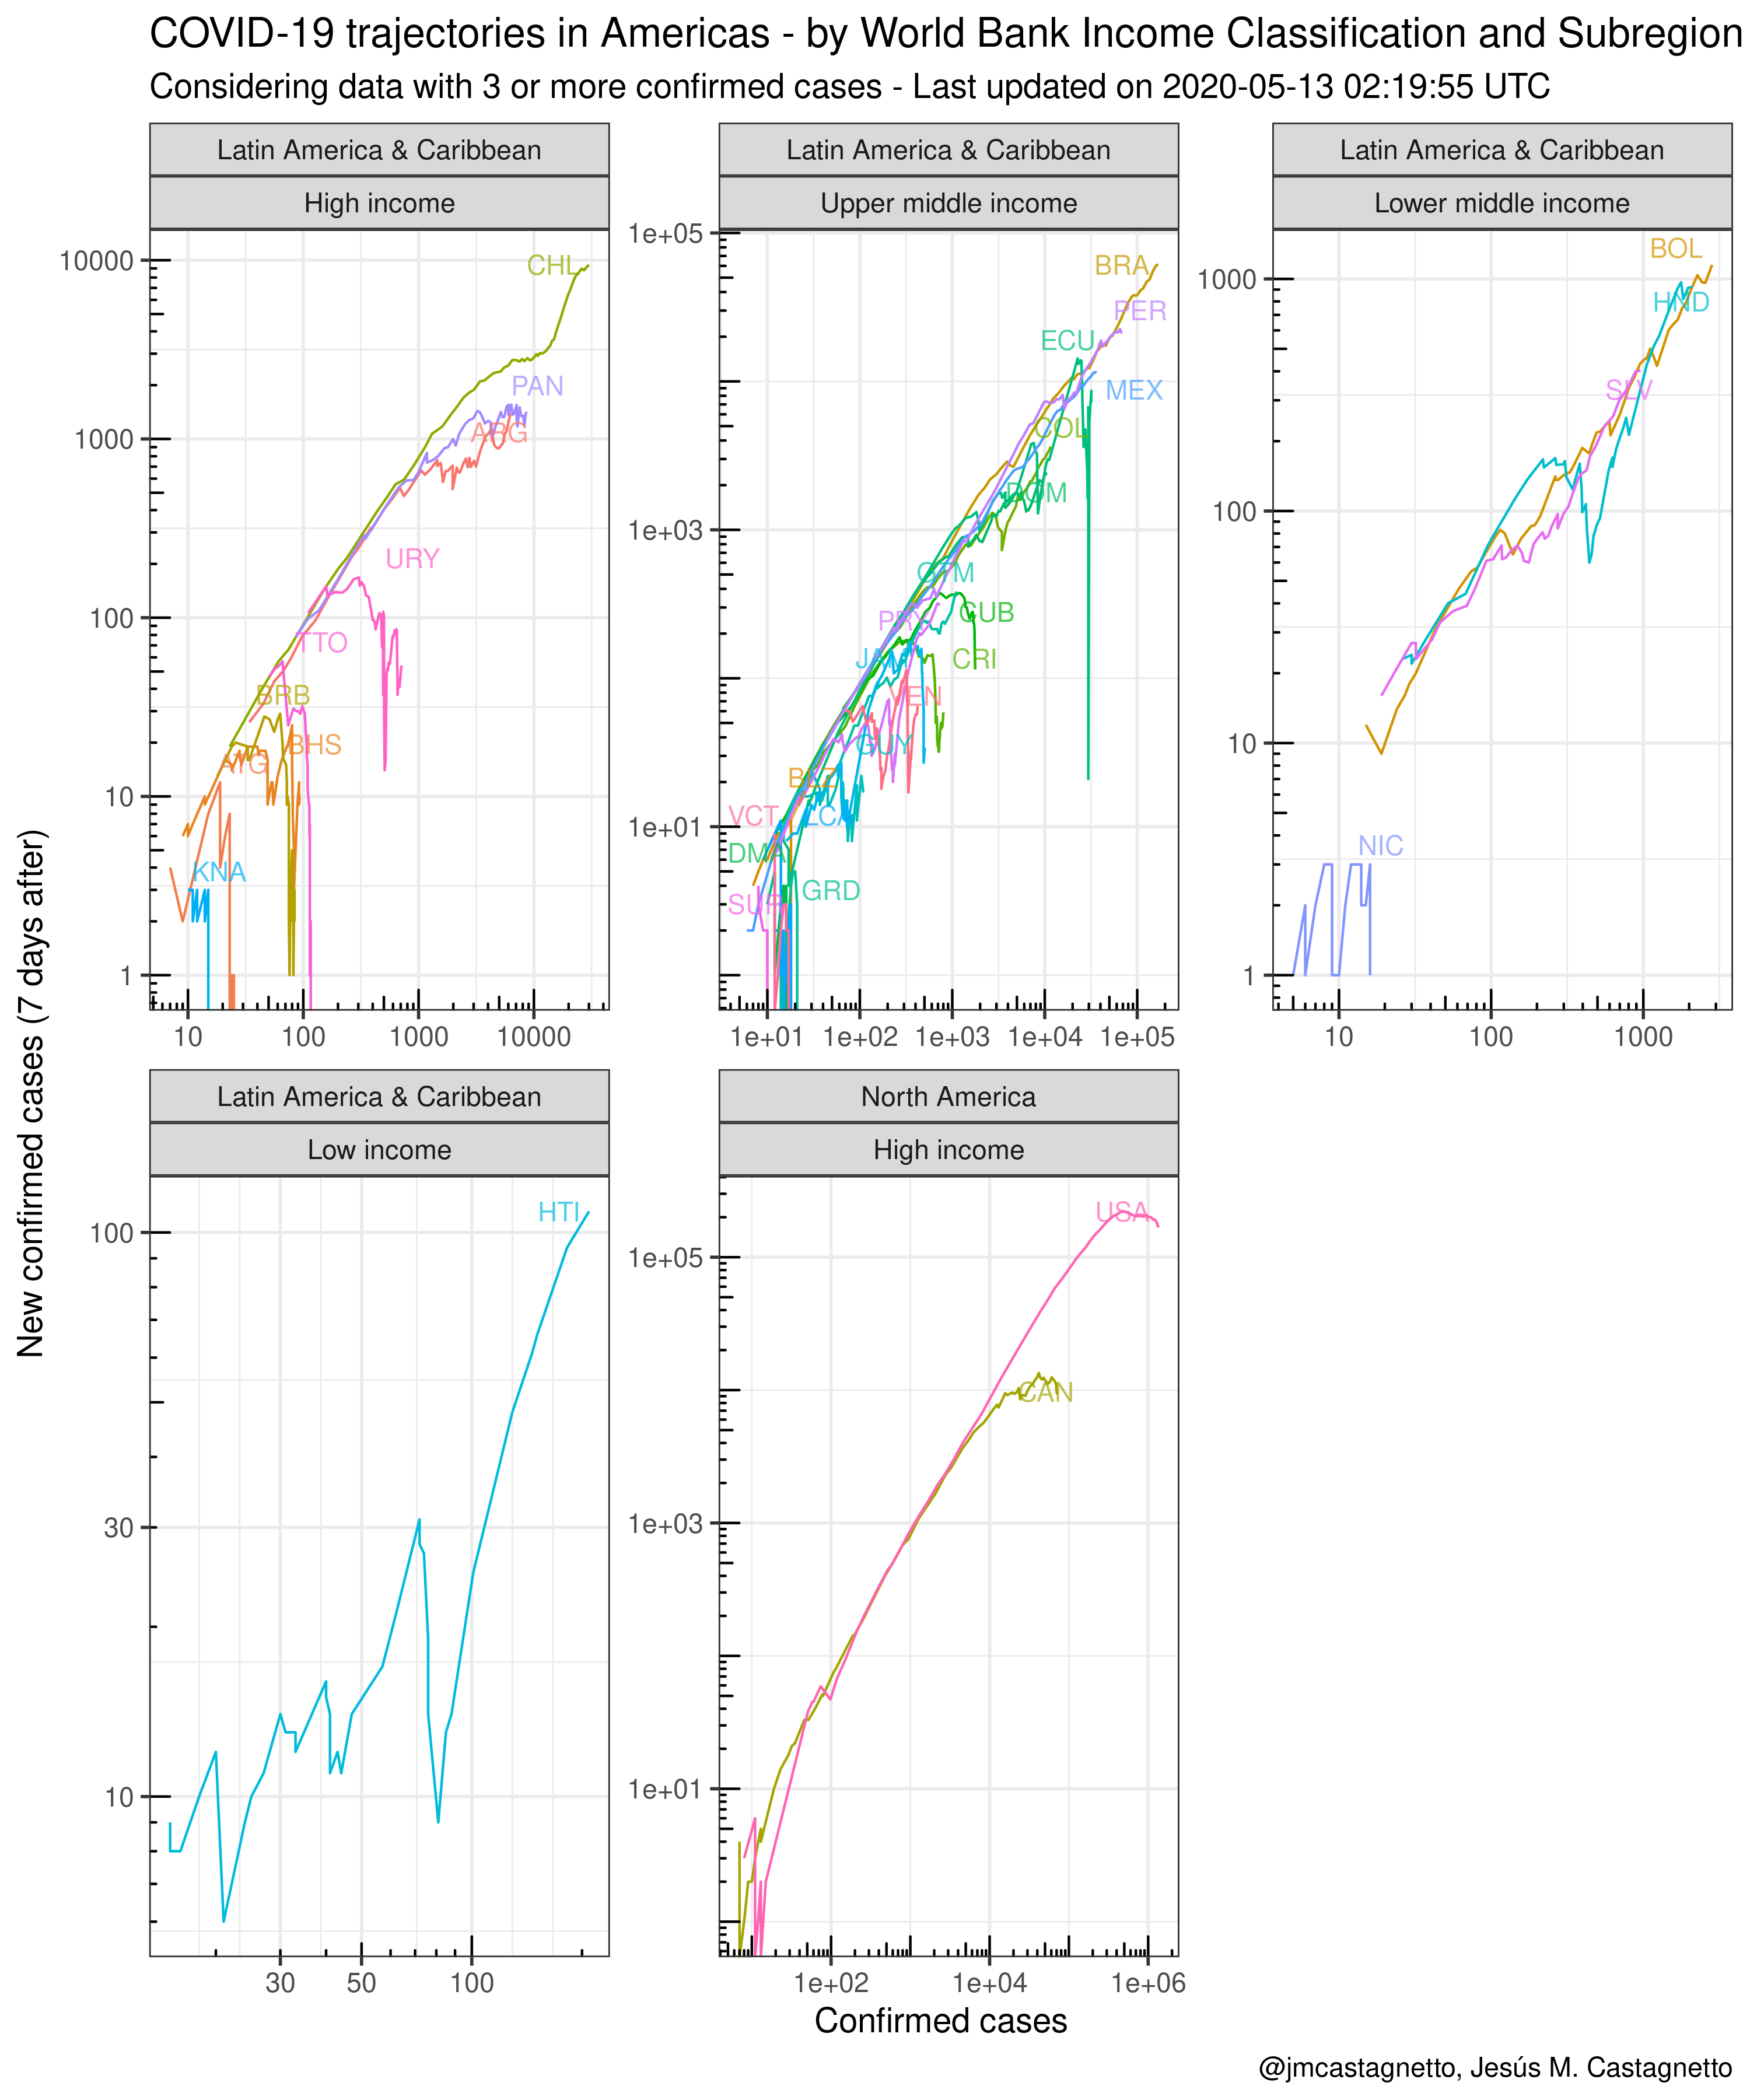 COVID-19 trajectories in Americas - by World Bank Income Classification and Subregion
Considering data with 3 or more confirmed cases - Last updated on 2020-05-13 02:19:55 UTC
Latin America & Caribbean
High income
10000
1000
100
10
1
10
100
1000
10000
CHL
PAN
ARG
URY
TTO
BRB
BHS
ATG
KNA
Latin America & Caribbean
Upper middle income
1e+05
1e+03
1e+01
1e+01
1e+02
1e+03
1e+04
1e+05
BRA
PER
ECU
MEX
COL
DOM
GTM
CUB
PRY
CRI
JAM
VEN
GUY
BLZ
VCT
LCA
DMA
GRD
SUR
Latin America & Caribbean
Lower middle income
1000
100
10
1
10
100
1000
BOL
HND
SLV
NIC
Latin America & Caribbean
Low income
100
30
10
30
50
100
HTI
North America
High income
1e+05
1e+03
1e+01
1e+02
1e+04
1e+06
USA
CAN
New confirmed cases (7 days after)
Confirmed cases
@jmcastagnetto, Jesús M. Castagnetto